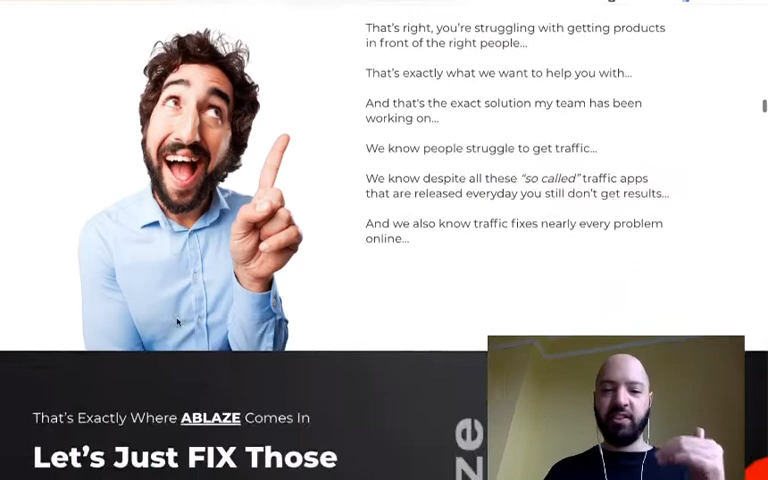 That's right, you're struggling with getting products
in front of the right people...
That's exactly what we want to help you with...
And that's the exact solution my team has been
working on...
We know people struggle to get traffic...
We know despite all these “so called” traffic apps
that are released everyday you still don't get results...
And we also know traffic fixes nearly every problem
online...
That's Exactly Where ABLAZE Comes In
Let's Just FIX Those
ze